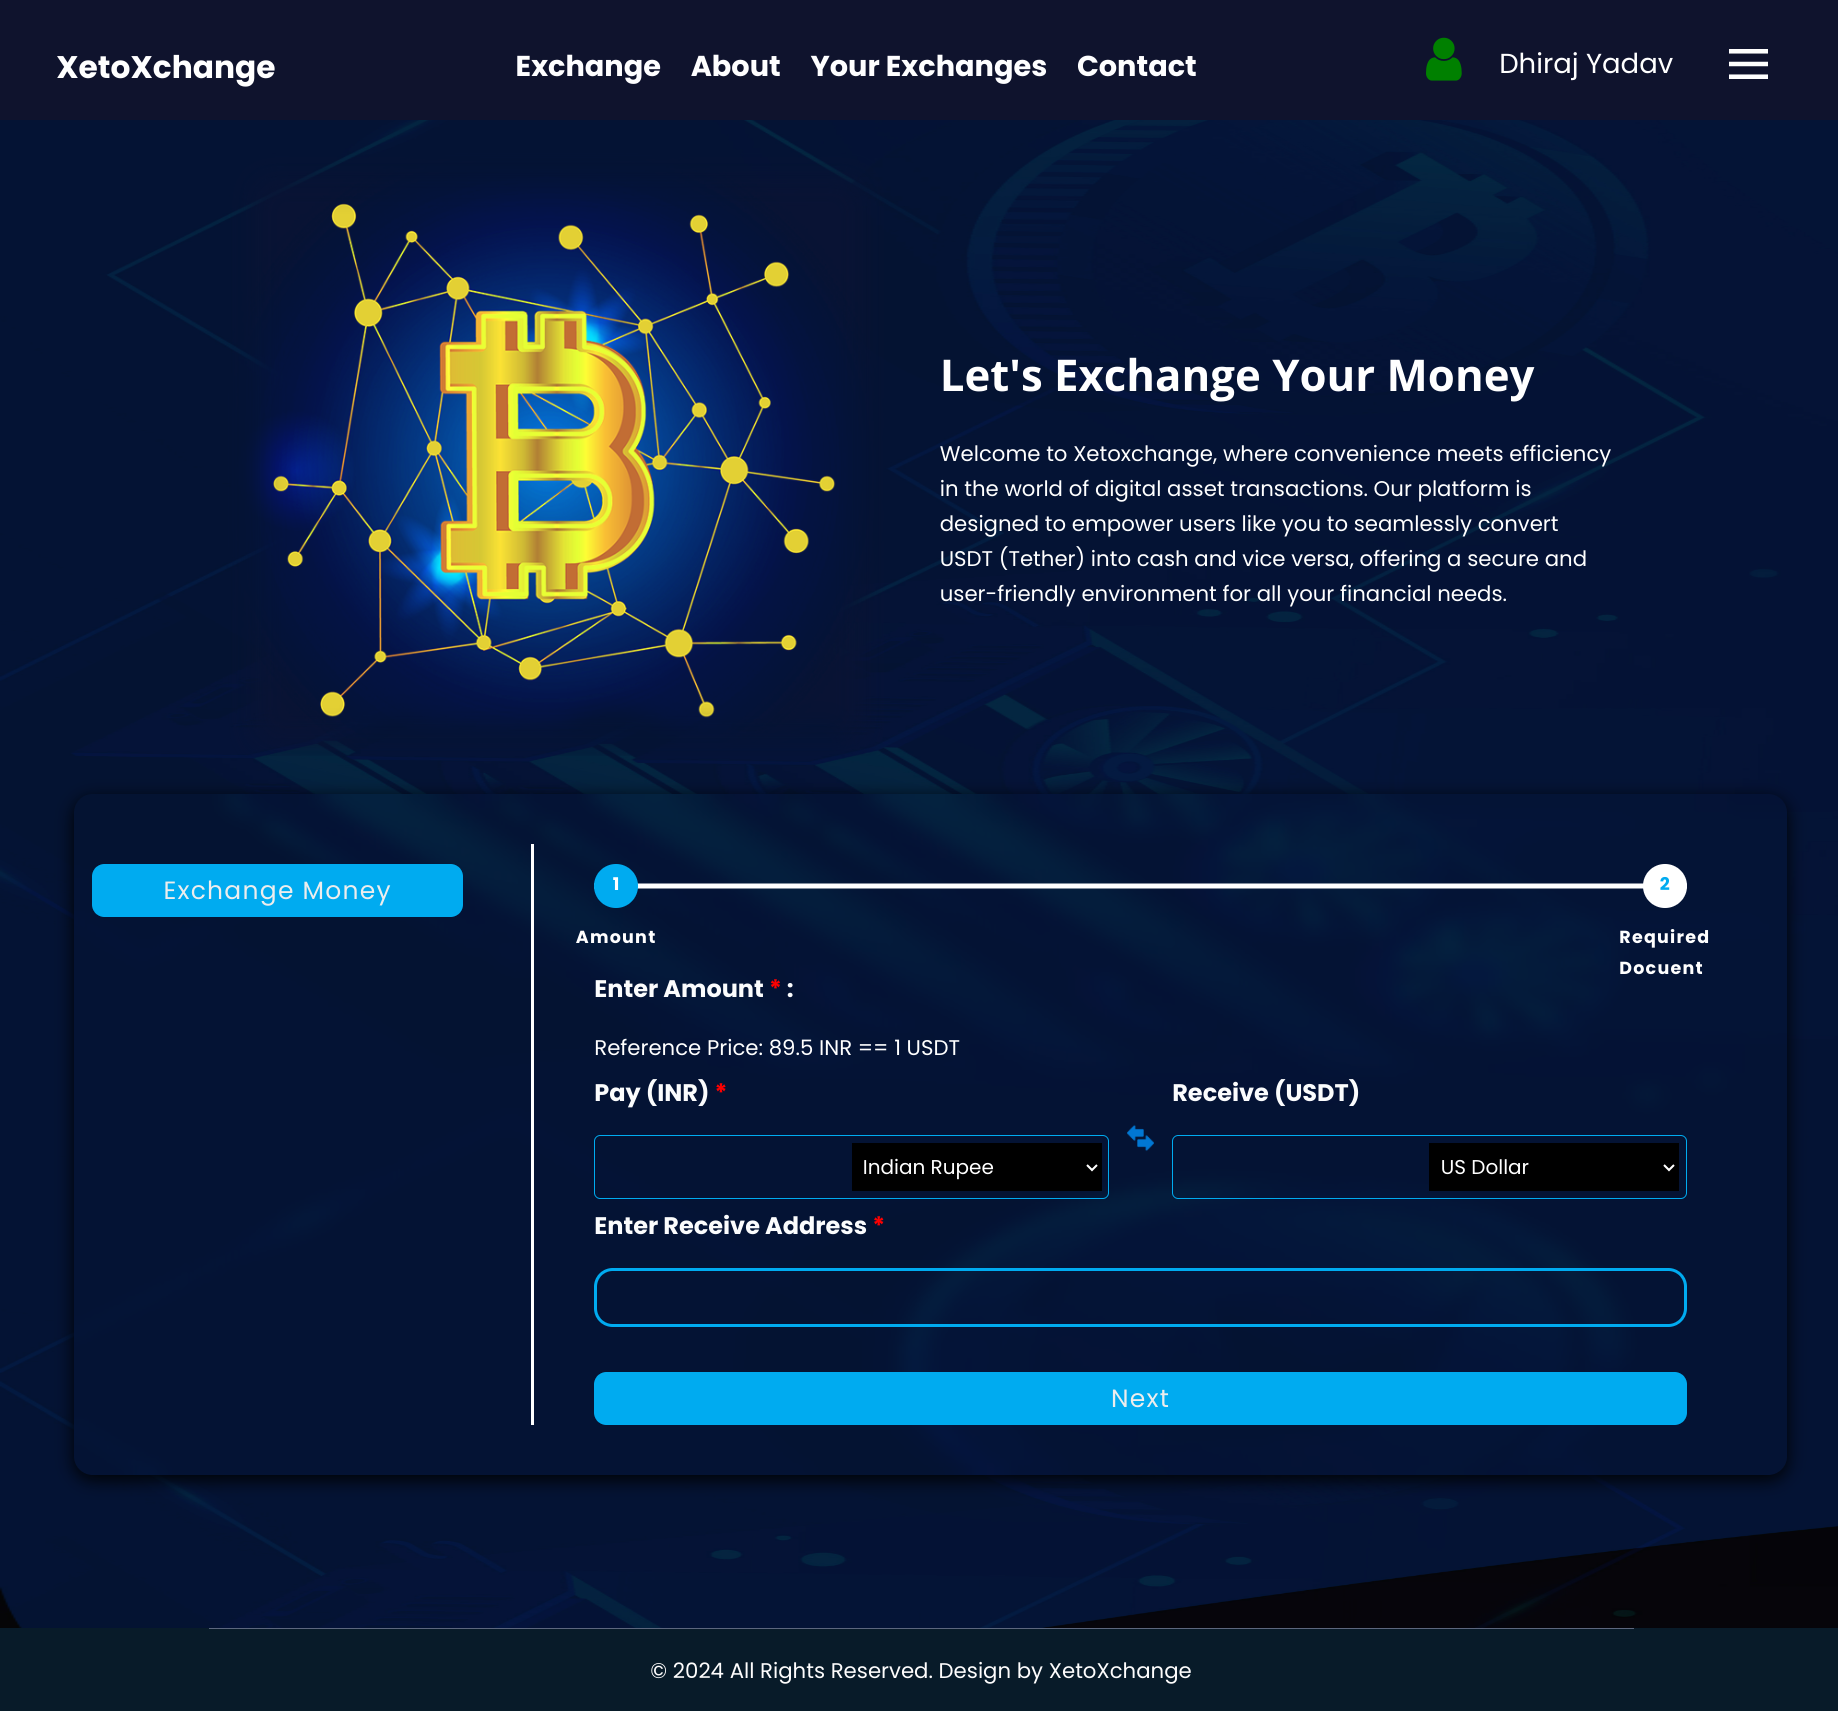 XetoXchange
Exchange About Your Exchanges Contact
Dhiraj Yadav
Let's Exchange Your Money
Welcome to Xetoxchange, where convenience meets efficiency
in the world of digital asset transactions. Our platform is
designed to empower users like you to seamlessly convert
USDT (Tether) into cash and vice versa, offering a secure and
user-friendly environment for all your financial needs.
Exchange Money
1
2
Amount
Required
Docuent
Enter Amount * :
Reference Price: 89.5 INR == 1 USDT
Pay (INR) *
Receive (USDT)
Indian Rupee
US Dollar
Enter Receive Address *
Next
© 2024 All Rights Reserved. Design by XetoXchange